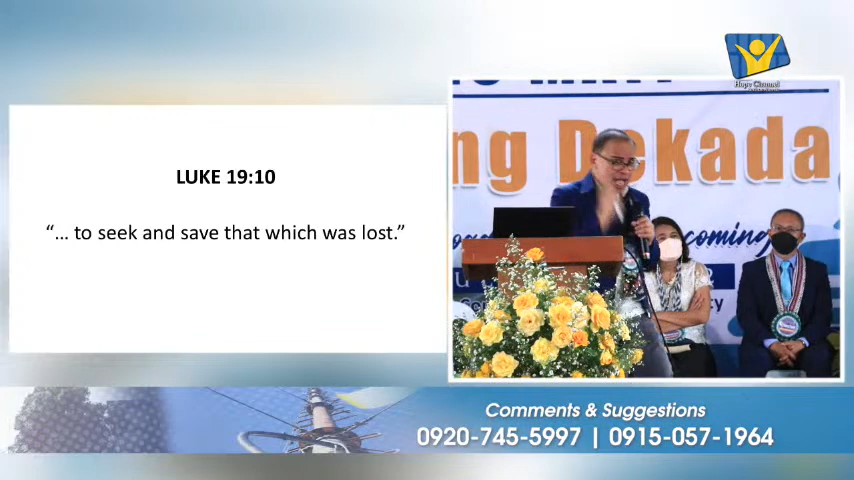 Hope Channel
LUKE 19:10
“... to seek and save that which was lost.”
ng Dekada
coming
Comments & Suggestions
0920-745-5997 | 0915-057-1964